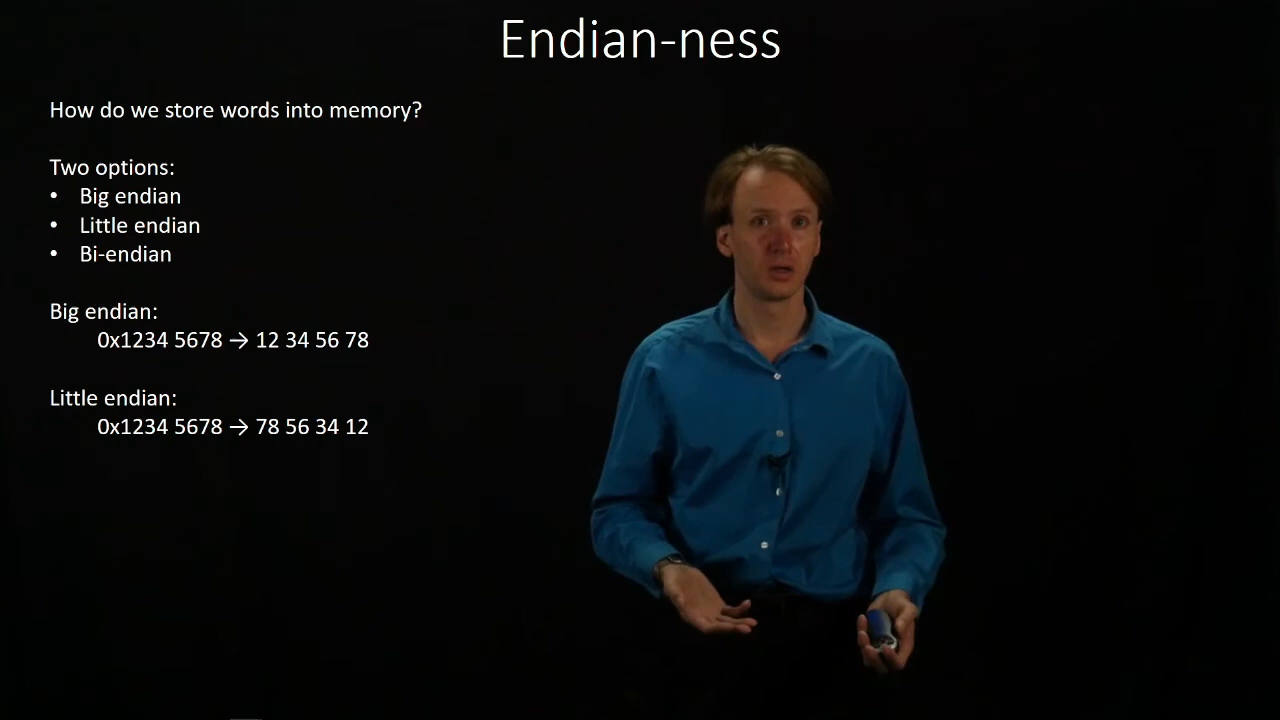 Endian-ness
How do we store words into memory?
Two options:
• Big endian
• Little endian
• Bi-endian
Big endian:
0x1234 5678 → 12 34 56 78
Little endian:
0x1234 5678 → 78 56 34 12